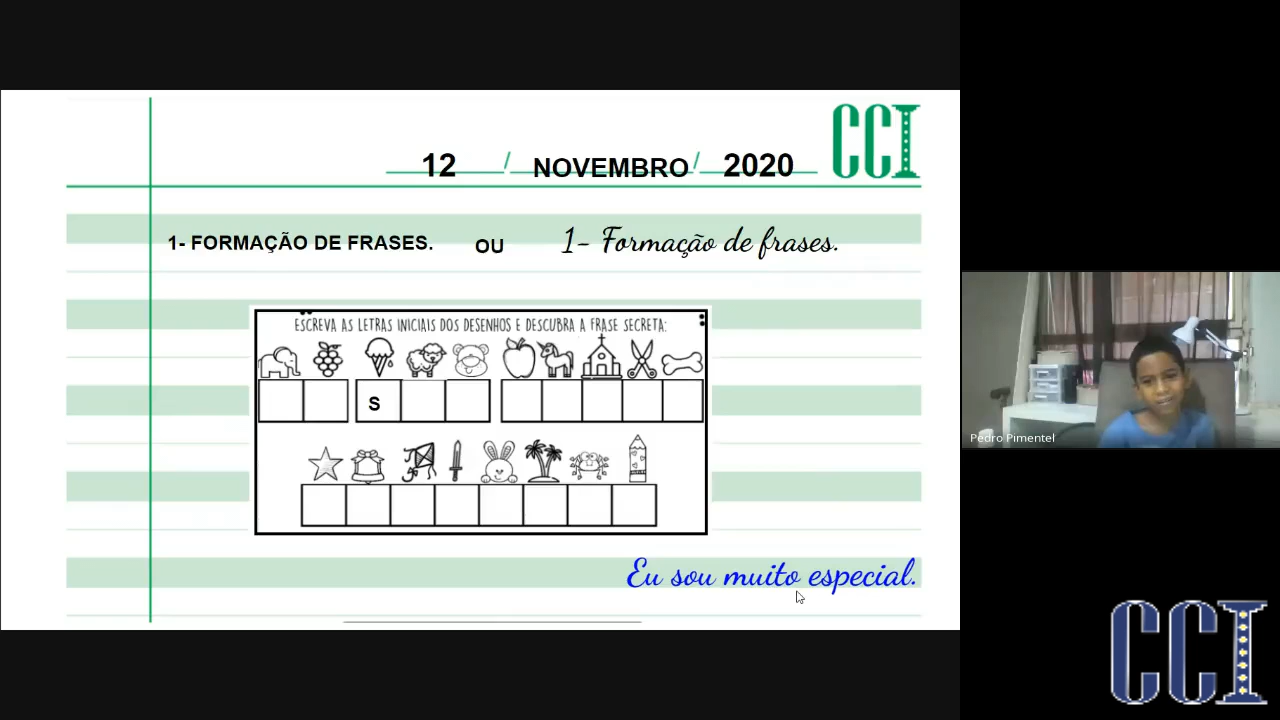 CCI
12 / NOVEMBRO / 2020
1- FORMAÇÃO DE FRASES. OU 1- Formação de frases.
ESCREVA AS LETRAS INICIAIS DOS DESENHOS E DESCUBRA A FRASE SECRETA:
S
Eu sou muito especial.
Pedro Pimentel
CCI